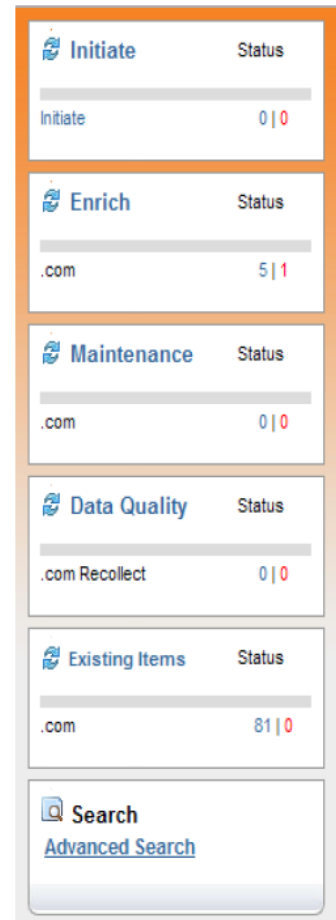 Initiate Status
Initiate 0 | 0
Enrich Status
.com 5 | 1
Maintenance Status
.com 0 | 0
Data Quality Status
.com Recollect 0 | 0
Existing Items Status
.com 81 | 0
Search
Advanced Search